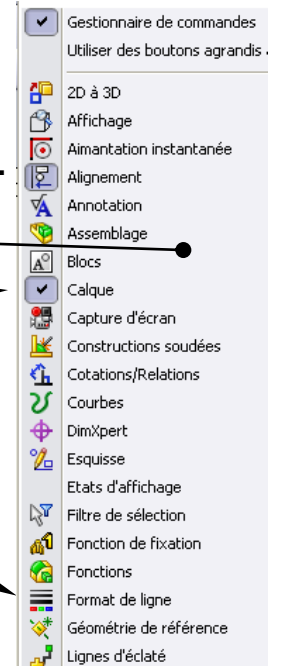 Gestionnaire de commandes
Utiliser des boutons agrandis
2D à 3D
Affichage
Aimantation instantanée
Alignement
Annotation
Assemblage
Blocs
Calque
Capture d'écran
Constructions soudées
Cotations/Relations
Courbes
DimXpert
Esquisse
Etats d'affichage
Filtre de sélection
Fonction de fixation
Fonctions
Format de ligne
Géométrie de référence
Lignes d'éclaté